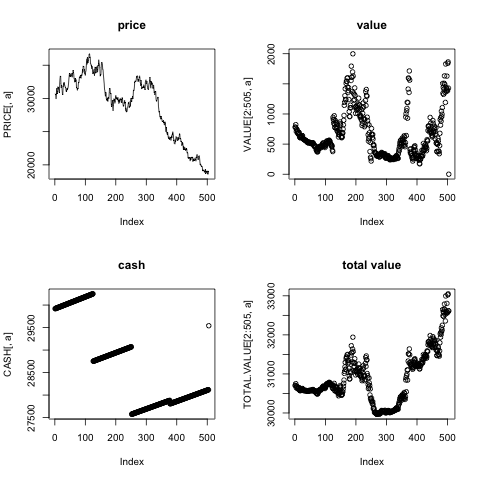 price
PRICE[, a]
20000 30000
0 100 200 300 400 500
Index
value
VALUE[2:505, a]
0 500 1000 2000
0 100 200 300 400 500
Index
cash
CASH[, a]
27500 28500 29500
0 100 200 300 400 500
Index
total value
TOTAL.VALUE[2:505, a]
30000 31000 32000 33000
0 100 200 300 400 500
Index